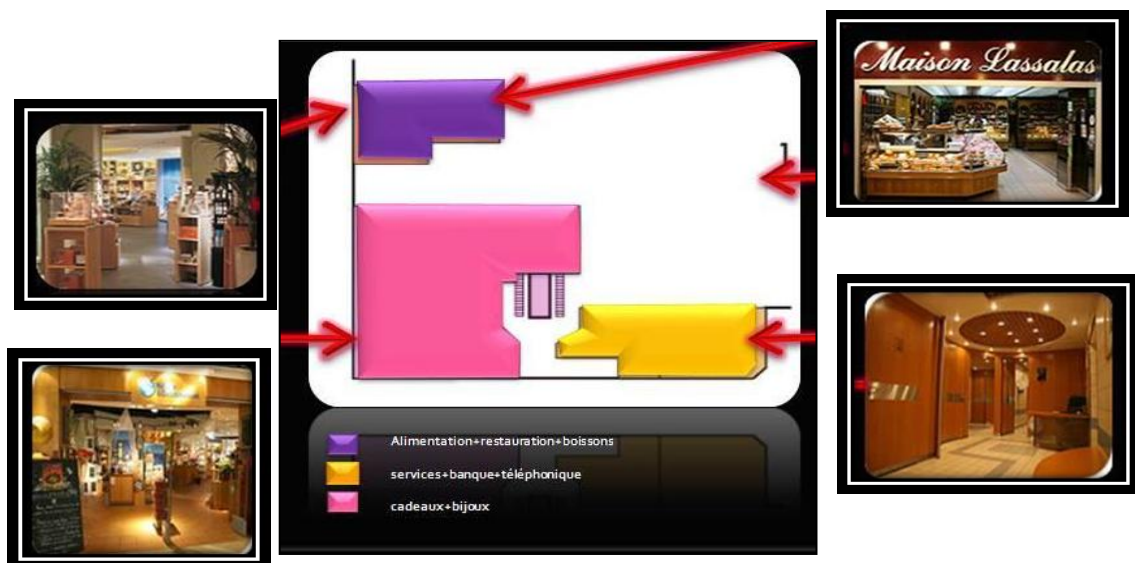 Maison Lassalas
Alimentation+restauration+boissons
services+banque+téléphonique
cadeaux+bijoux